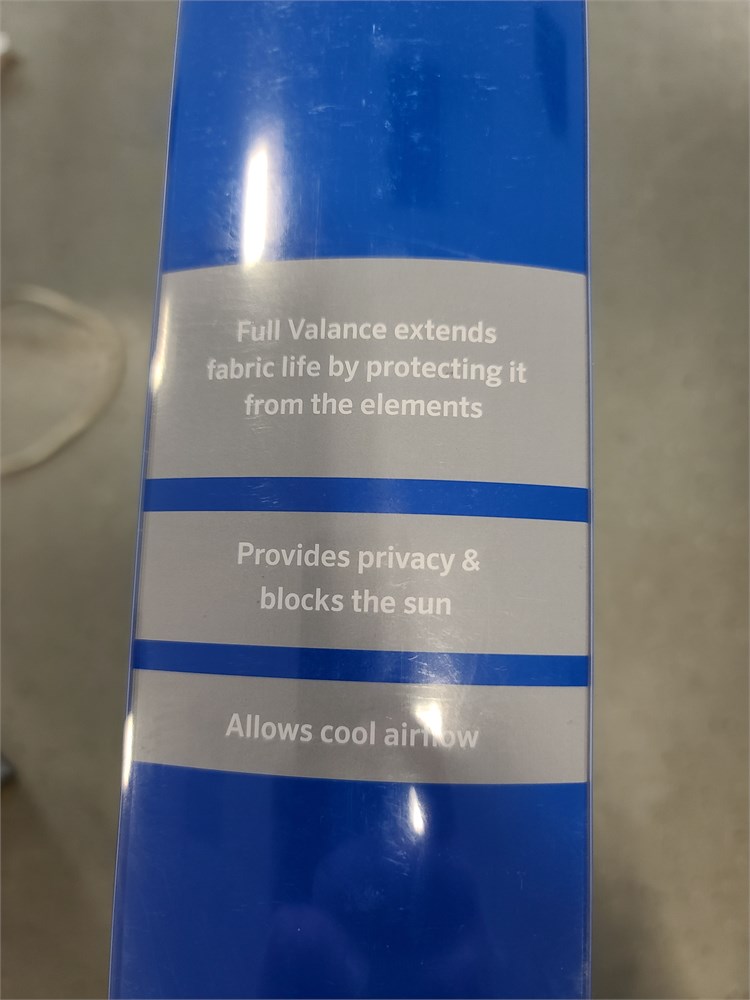 Full Valance extends
fabric life by protecting it
from the elements
Provides privacy &
blocks the sun
Allows cool airflow